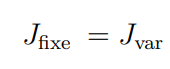 J_fixe = J_var